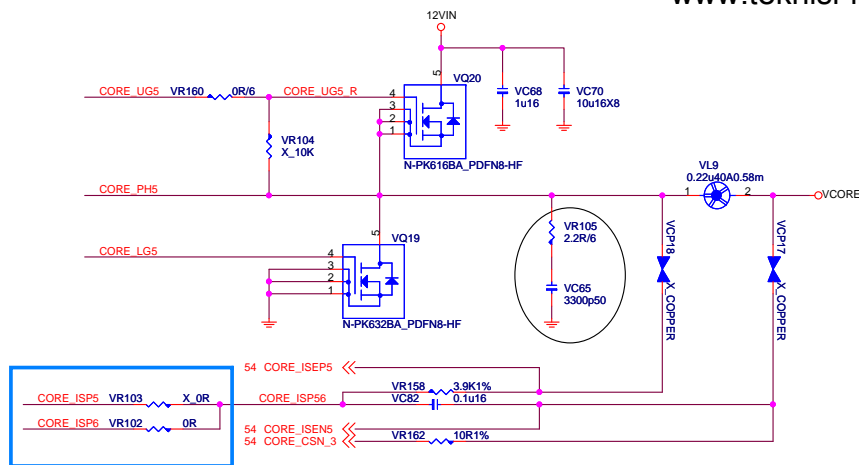 12VIN
CORE_UG5 VR160 0R/6 CORE_UG5_R
5 VQ20
4
3
2
1
VC68
1u16
VC70
10u16X8
VR104
X_10K
N-PK616BA_PDFN8-HF
VL9
0.22u40A0.58m
CORE_PH5
1 2 VCORE
VR105
2.2R/6
VC65
3300p50
VCP18
X_COPPER
VCP17
X_COPPER
5 VQ19
CORE_LG5
4
3
2
1
N-PK632BA_PDFN8-HF
54 CORE_ISEP5
CORE_ISP5 VR103 X_0R
CORE_ISP56
VR158 3.9K1%
VC82 0.1u16
CORE_ISP6 VR102 0R
54 CORE_ISEN5
54 CORE_CSN_3 VR162 10R1%